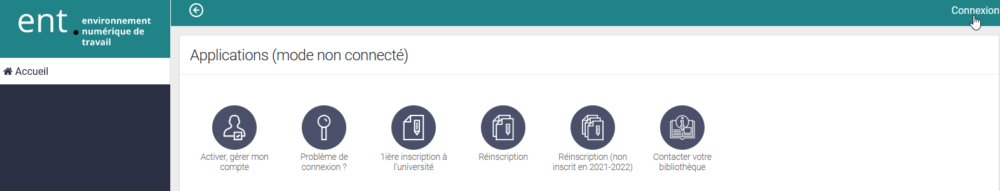 ent.
environnement
numérique de
travail
Connexion
Accueil
Applications (mode non connecté)
Activer, gérer mon
compte
Problème de
connexion ?
1ière inscription à
l'université
Réinscription
Réinscription (non
inscrit en 2021-2022)
Contacter votre
bibliothèque